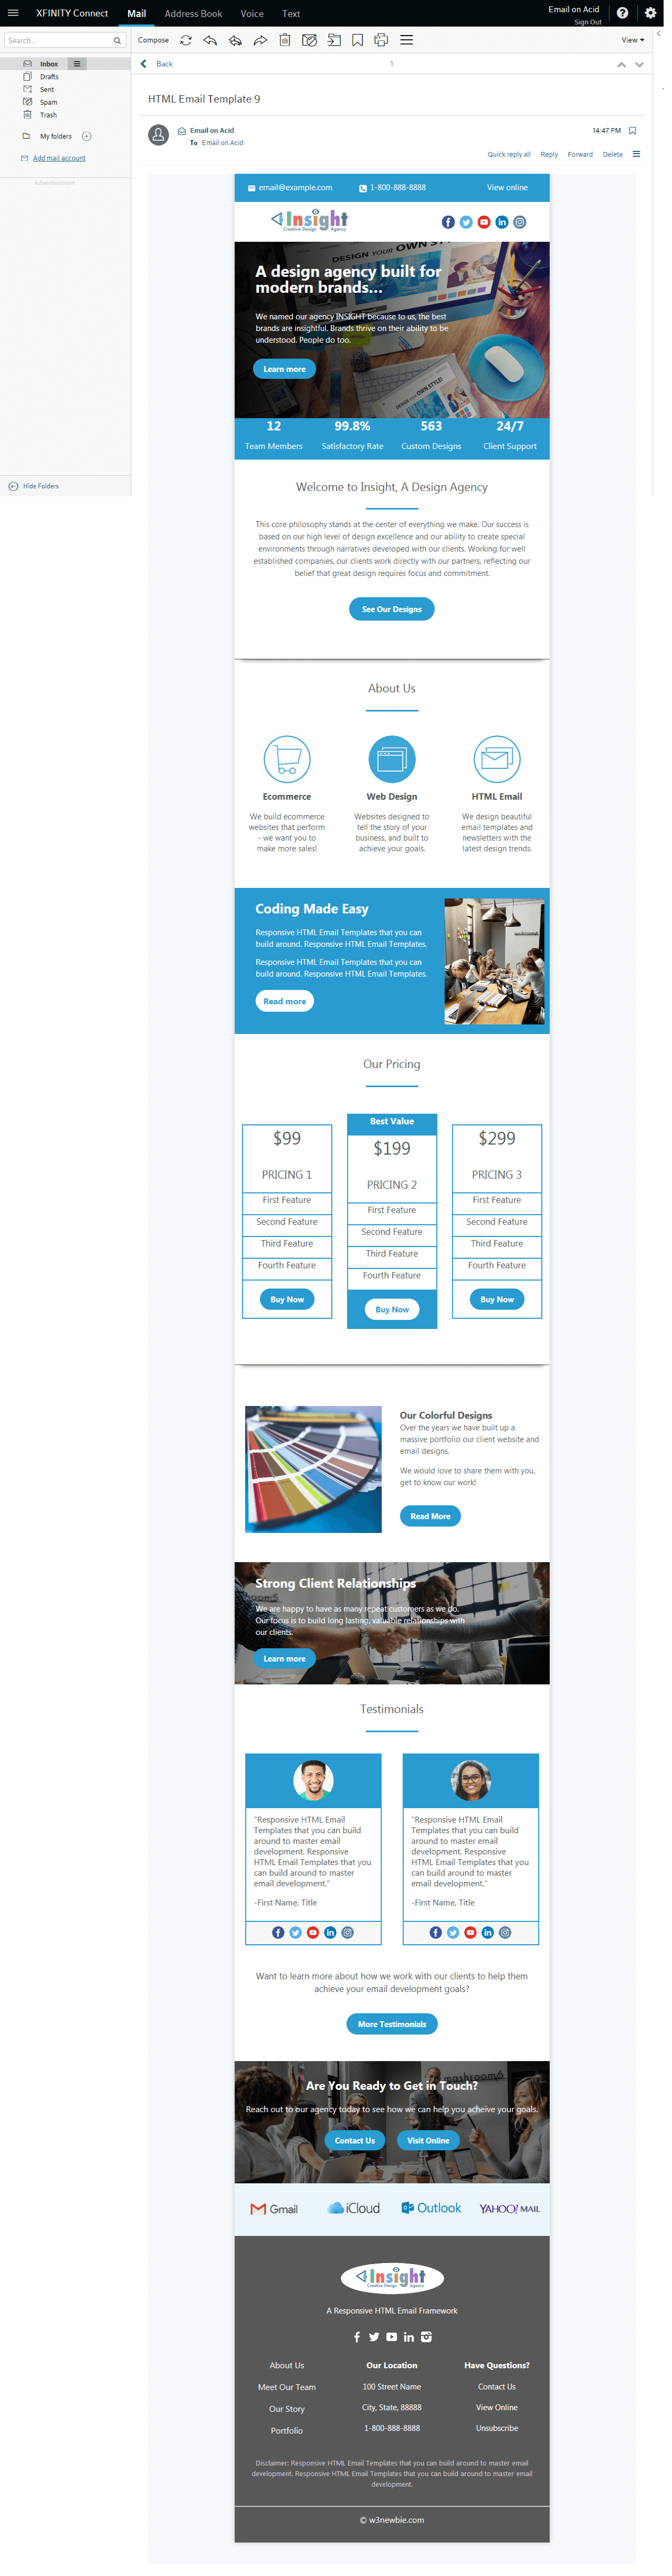 XFINITY Connect Mail Address Book Voice Text Email on Acid
Sign Out
Search...
Compose View
Inbox
Drafts
Sent
Spam
Trash
My folders
Add mail account
Advertisement
Hide Folders
Back 1
HTML Email Template 9
Email on Acid 14:47 PM
To Email on Acid
Quick reply all Reply Forward Delete
email@example.com 1-800-888-8888 View online
Insight
Creative Design Agency
DESIGN YOUR OWN STYLE!
A design agency built for
modern brands...
We named our agency INSIGHT because to us, the best
brands are insightful. Brands thrive on their ability to be
understood. People do too.
Learn more
DESIGN YOUR OWN STYLE!
12 99.8% 563 24/7
Team Members Satisfactory Rate Custom Designs Client Support
Welcome to Insight, A Design Agency
This core philosophy stands at the center of everything we make. Our success is
based on our high level of design excellence and our ability to create special
environments through narratives developed with our clients. Working for well
established companies, our clients work directly with our partners, reflecting our
belief that great design requires focus and commitment.
See Our Designs
About Us
Ecommerce
We build ecommerce
websites that perform
- we want you to
make more sales!
Web Design
Websites designed to
tell the story of your
business, and built to
achieve your goals.
HTML Email
We design beautiful
email templates and
newsletters with the
latest design trends.
Coding Made Easy
Responsive HTML Email Templates that you can
build around. Responsive HTML Email Templates.
Responsive HTML Email Templates that you can
build around. Responsive HTML Email Templates.
Read more
Our Pricing
$99
PRICING 1
First Feature
Second Feature
Third Feature
Fourth Feature
Buy Now
Best Value
$199
PRICING 2
First Feature
Second Feature
Third Feature
Fourth Feature
Buy Now
$299
PRICING 3
First Feature
Second Feature
Third Feature
Fourth Feature
Buy Now
Our Colorful Designs
Over the years we have built up a
massive portfolio our client website and
email designs.
We would love to share them with you,
get to know our work!
Read More
Strong Client Relationships
We are happy to have as many repeat customers as we do.
Our focus is to build long lasting, valuable relationships with
our clients.
Learn more
Testimonials
"Responsive HTML Email
Templates that you can build
around to master email
development. Responsive
HTML Email Templates that you
can build around to master
email development."
-First Name, Title
"Responsive HTML Email
Templates that you can build
around to master email
development. Responsive
HTML Email Templates that you
can build around to master
email development."
-First Name, Title
Want to learn more about how we work with our clients to help them
achieve your email development goals?
More Testimonials
mushroom
Are You Ready to Get in Touch?
Reach out to our agency today to see how we can help you acheive your goals.
Contact Us Visit Online
Gmail iCloud Outlook YAHOO! MAIL
Insight
Creative Design Agency
A Responsive HTML Email Framework
About Us
Meet Our Team
Our Story
Portfolio
Our Location
100 Street Name
City, State, 88888
1-800-888-8888
Have Questions?
Contact Us
View Online
Unsubscribe
Disclaimer: Responsive HTML Email Templates that you can build around to master email
development. Responsive HTML Email Templates that you can build around to master email
development.
© w3newbie.com